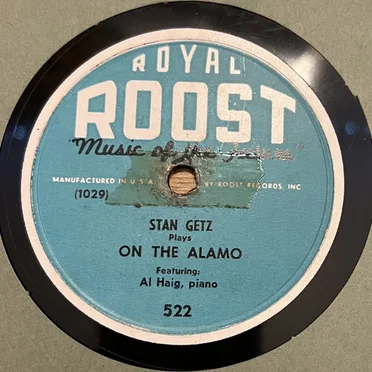 ROYAL
ROOST
"Music of the
MANUFACTURED IN U.S.A. BY ROOST RECORDS, INC
(1029)
STAN GETZ
Plays
ON THE ALAMO
Featuring:
Al Haig, piano
522